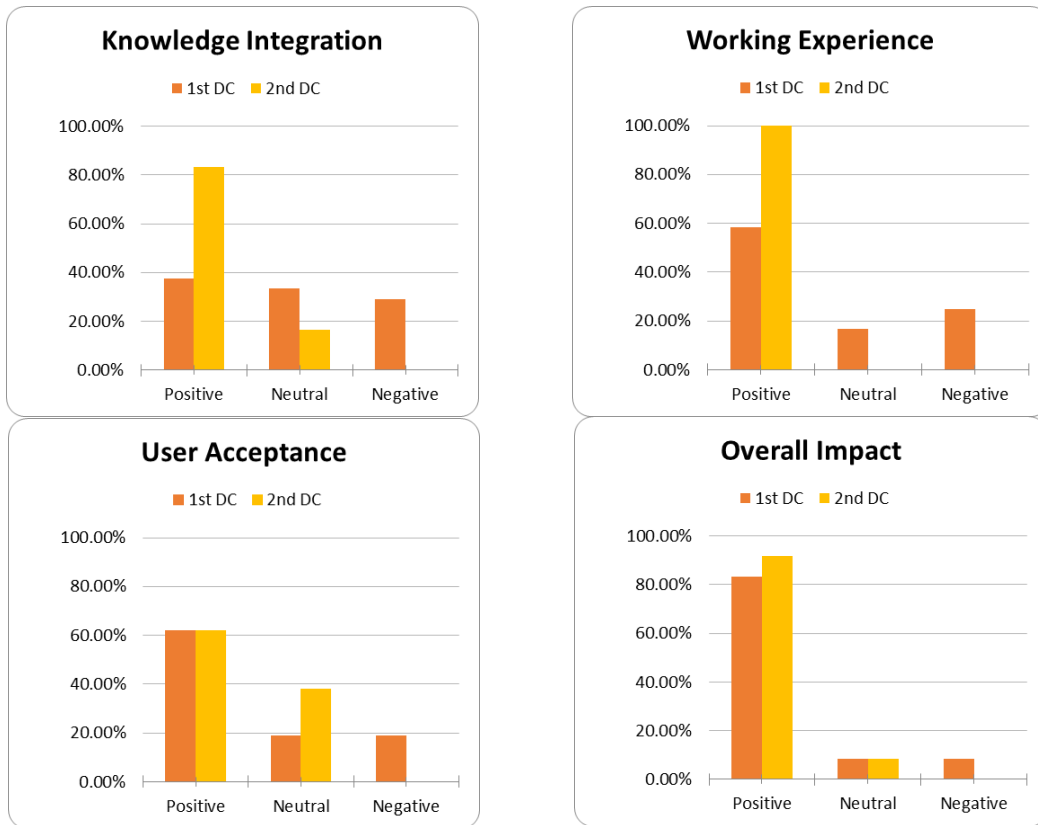 Knowledge Integration
1st DC 2nd DC
100.00%
80.00%
60.00%
40.00%
20.00%
0.00%
Positive Neutral Negative
Working Experience
1st DC 2nd DC
100.00%
80.00%
60.00%
40.00%
20.00%
0.00%
Positive Neutral Negative
User Acceptance
1st DC 2nd DC
100.00%
80.00%
60.00%
40.00%
20.00%
0.00%
Positive Neutral Negative
Overall Impact
1st DC 2nd DC
100.00%
80.00%
60.00%
40.00%
20.00%
0.00%
Positive Neutral Negative